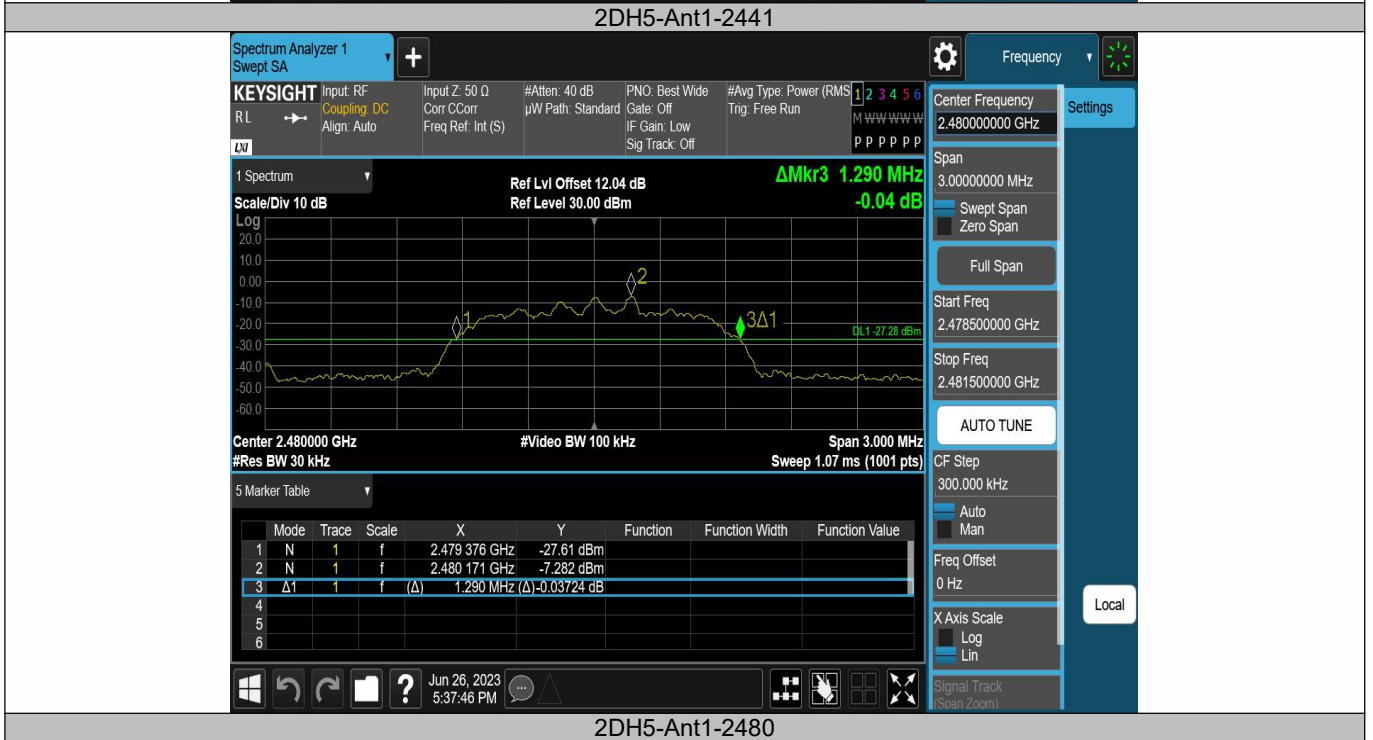 2DH5-Ant1-2441
Spectrum Analyzer 1
Swept SA
+
Frequency
KEYSIGHT
RL
LXI
Input: RF
Coupling: DC
Align: Auto
Input Z: 50 Ω
Corr CCorr
Freq Ref: Int (S)
#Atten: 40 dB
µW Path: Standard
PNO: Best Wide
Gate: Off
IF Gain: Low
Sig Track: Off
#Avg Type: Power (RMS
Trig: Free Run
1 2 3 4 5 6
M W W W W W
P P P P P P
Center Frequency
2.480000000 GHz
Settings
Span
3.00000000 MHz
Swept Span
Zero Span
Full Span
Start Freq
2.478500000 GHz
Stop Freq
2.481500000 GHz
AUTO TUNE
CF Step
300.000 kHz
Auto
Man
Freq Offset
0 Hz
X Axis Scale
Log
Lin
Signal Track
(Span Zoom)
Local
1 Spectrum
Scale/Div 10 dB
Ref Lvl Offset 12.04 dB
Ref Level 30.00 dBm
ΔMkr3 1.290 MHz
-0.04 dB
Log
20.0
10.0
0.00
-10.0
-20.0
-30.0
-40.0
-50.0
-60.0
1
2
3Δ1
DL1 -27.28 dBm
Center 2.480000 GHz
#Video BW 100 kHz
Span 3.000 MHz
#Res BW 30 kHz
Sweep 1.07 ms (1001 pts)
5 Marker Table
Mode Trace Scale X Y Function Function Width Function Value
1 N 1 f 2.479 376 GHz -27.61 dBm
2 N 1 f 2.480 171 GHz -7.282 dBm
3 Δ1 1 f (Δ) 1.290 MHz (Δ)-0.03724 dB
4
5
6
?
Jun 26, 2023
5:37:46 PM
2DH5-Ant1-2480